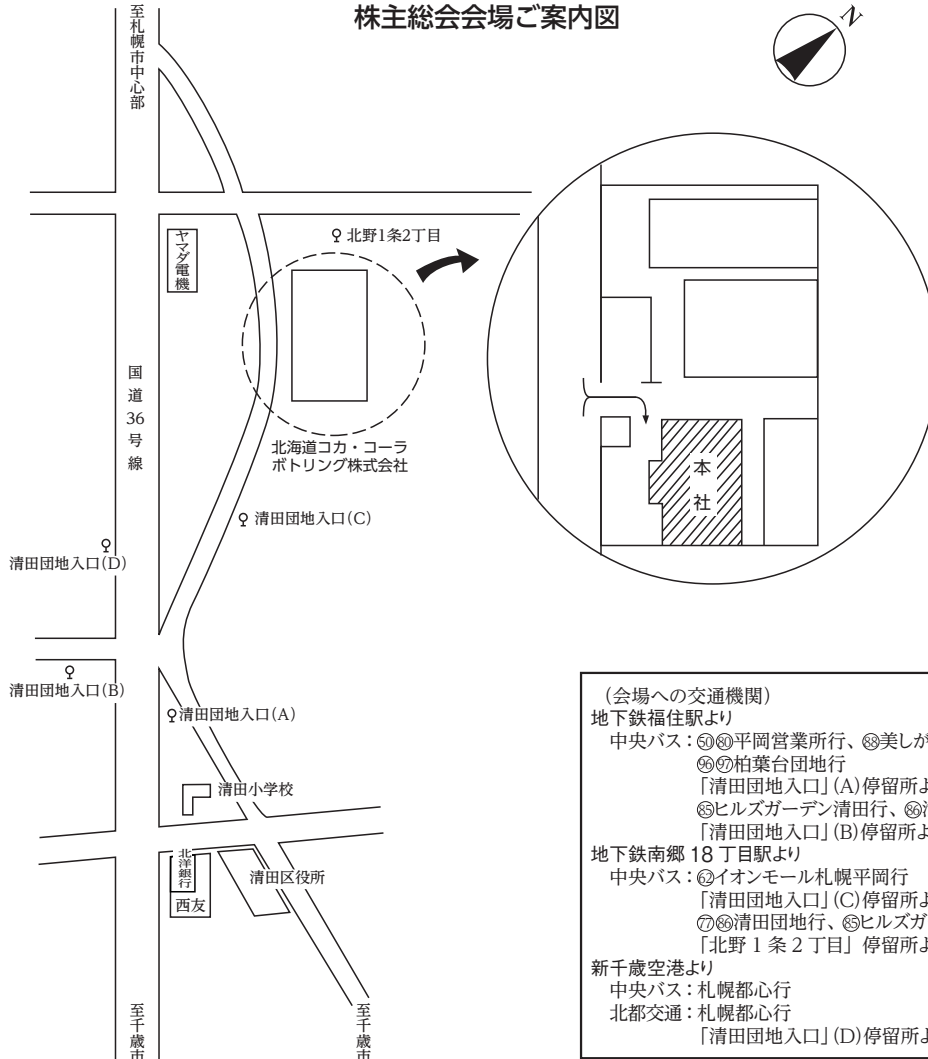 株主総会会場ご案内図
N
至札幌市中心部
ヤマダ電機
北野1条2丁目
国道36号線
北海道コカ・コーラ
ボトリング株式会社
本社
清田団地入口(C)
清田団地入口(D)
清田団地入口(B)
清田団地入口(A)
清田小学校
北洋銀行
西友
清田区役所
至千歳市
至千歳市
(会場への交通機関)
地下鉄福住駅より
中央バス:㊿80平岡営業所行、88美しが
96 97柏葉台団地行
「清田団地入口」(A)停留所よ
85ヒルズガーデン清田行、86
「清田団地入口」(B)停留所よ
地下鉄南郷18丁目駅より
中央バス:62イオンモール札幌平岡行
「清田団地入口」(C)停留所よ
77 86清田団地行、85ヒルズガ
「北野1条2丁目」停留所よ
新千歳空港より
中央バス:札幌都心行
北都交通:札幌都心行
「清田団地入口」(D)停留所よ